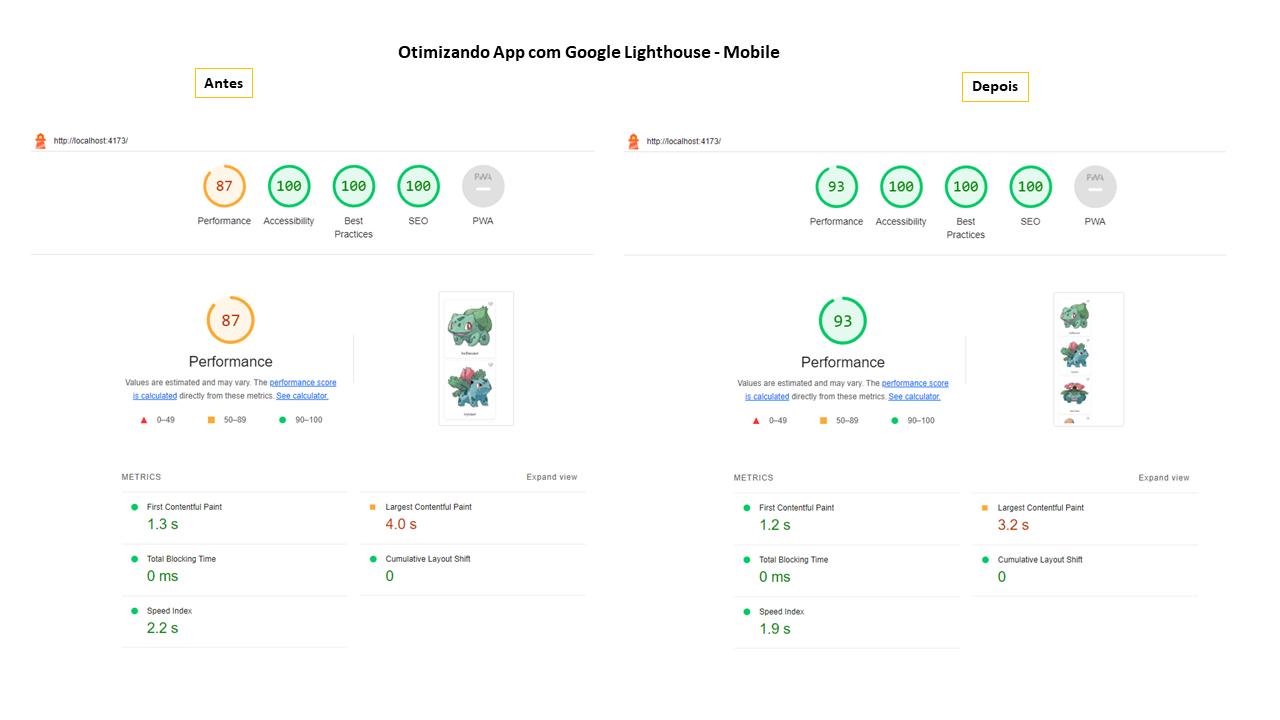 Otimizando App com Google Lighthouse - Mobile
Antes
http://localhost:4173/
87
100
100
100
PWA
Performance
Accessibility
Best
Practices
SEO
PWA
87
Performance
Values are estimated and may vary. The performance score
is calculated directly from these metrics. See calculator.
0–49
50–89
90–100
METRICS
Expand view
First Contentful Paint
1.3 s
Largest Contentful Paint
4.0 s
Total Blocking Time
0 ms
Cumulative Layout Shift
0
Speed Index
2.2 s
Depois
http://localhost:4173/
93
100
100
100
PWA
Performance
Accessibility
Best
Practices
SEO
PWA
93
Performance
Values are estimated and may vary. The performance score
is calculated directly from these metrics. See calculator.
0–49
50–89
90–100
METRICS
Expand view
First Contentful Paint
1.2 s
Largest Contentful Paint
3.2 s
Total Blocking Time
0 ms
Cumulative Layout Shift
0
Speed Index
1.9 s